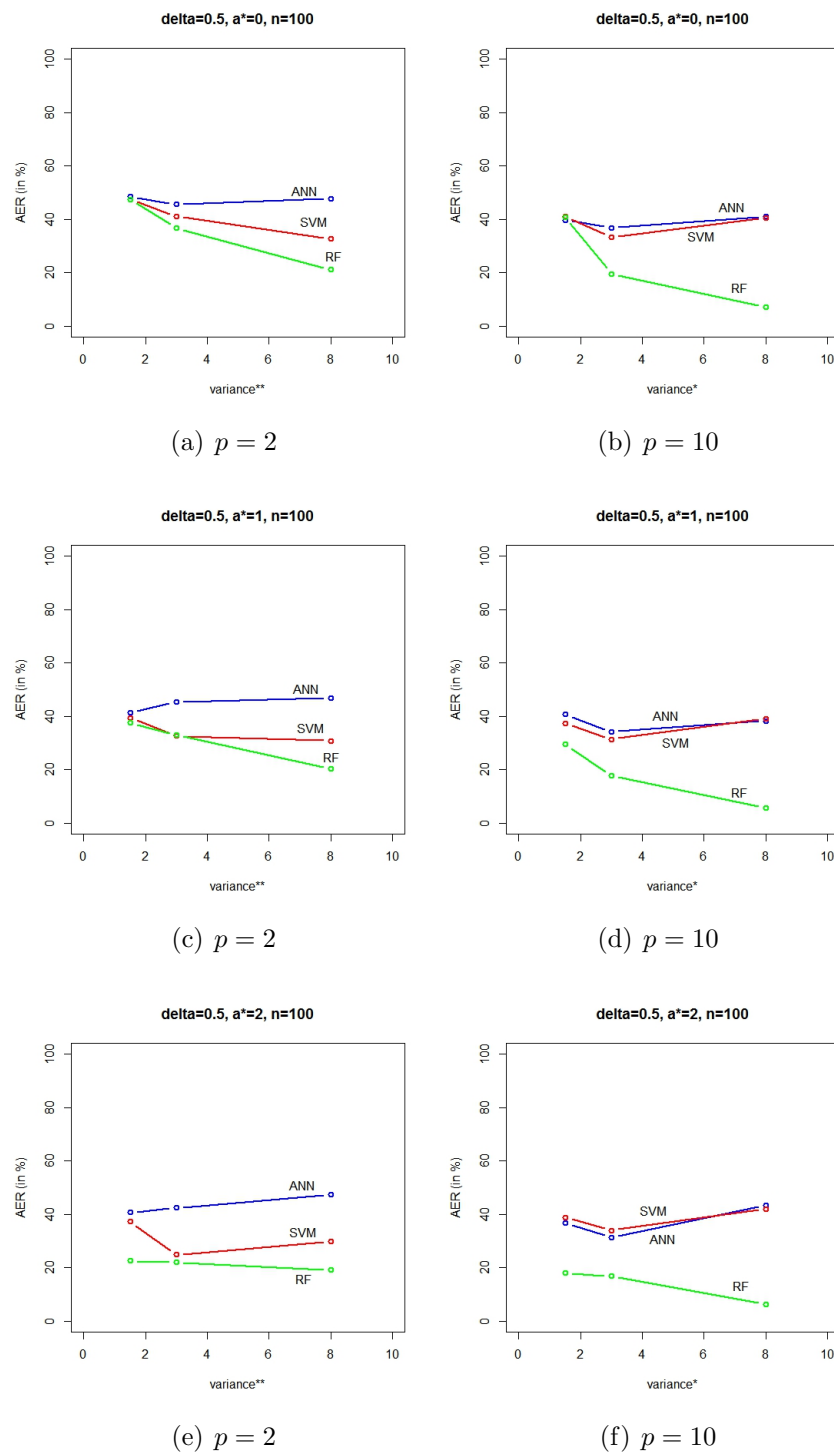 delta=0.5, a*=0, n=100
AER (in %)
100
80
60
40
20
0
ANN
SVM
RF
0 2 4 6 8 10
variance**
(a) p = 2
delta=0.5, a*=0, n=100
AER (in %)
100
80
60
40
20
0
ANN
SVM
RF
0 2 4 6 8 10
variance*
(b) p = 10
delta=0.5, a*=1, n=100
AER (in %)
100
80
60
40
20
0
ANN
SVM
RF
0 2 4 6 8 10
variance**
(c) p = 2
delta=0.5, a*=1, n=100
AER (in %)
100
80
60
40
20
0
ANN
SVM
RF
0 2 4 6 8 10
variance*
(d) p = 10
delta=0.5, a*=2, n=100
AER (in %)
100
80
60
40
20
0
ANN
SVM
RF
0 2 4 6 8 10
variance**
(e) p = 2
delta=0.5, a*=2, n=100
AER (in %)
100
80
60
40
20
0
SVM
ANN
RF
0 2 4 6 8 10
variance*
(f) p = 10